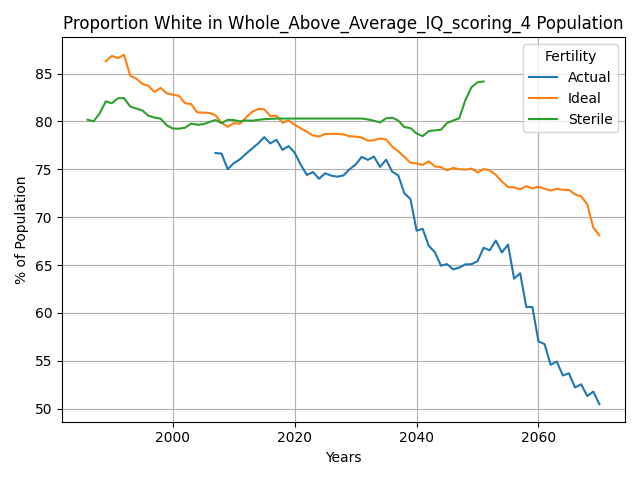 Proportion White in Whole_Above_Average_IQ_scoring_4 Population
% of Population
85
80
75
70
65
60
55
50
Fertility
Actual
Ideal
Sterile
2000
2020
2040
2060
Years